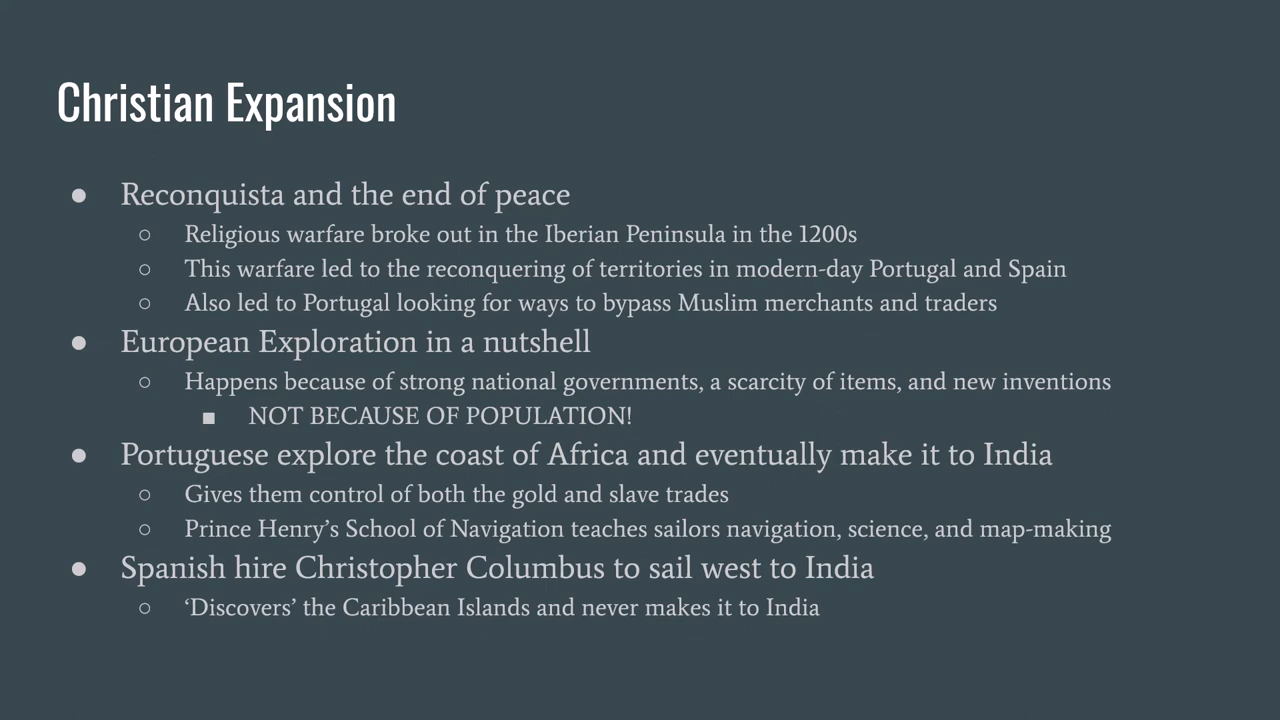 Christian Expansion
● Reconquista and the end of peace
○ Religious warfare broke out in the Iberian Peninsula in the 1200s
○ This warfare led to the reconquering of territories in modern-day Portugal and Spain
○ Also led to Portugal looking for ways to bypass Muslim merchants and traders
● European Exploration in a nutshell
○ Happens because of strong national governments, a scarcity of items, and new inventions
■ NOT BECAUSE OF POPULATION!
● Portuguese explore the coast of Africa and eventually make it to India
○ Gives them control of both the gold and slave trades
○ Prince Henry’s School of Navigation teaches sailors navigation, science, and map-making
● Spanish hire Christopher Columbus to sail west to India
○ ‘Discovers’ the Caribbean Islands and never makes it to India